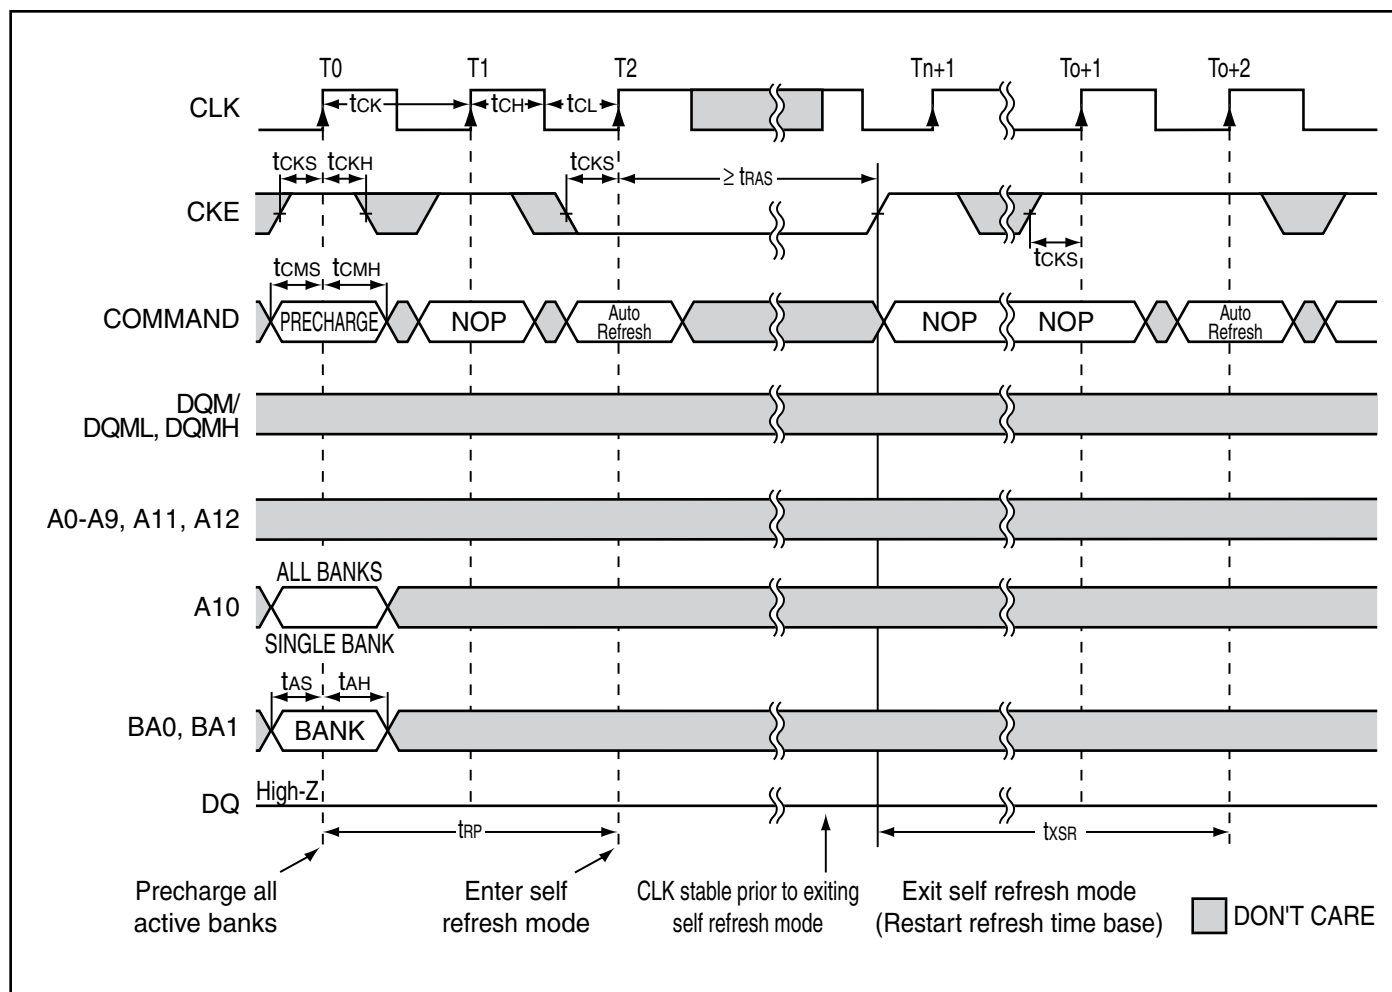 T0 T1 T2 Tn+1 To+1 To+2
CLK
tCK tCH tCL
tCKS tCKH tCKS ≥ tRAS
CKE
tCKS
tCMS tCMH
COMMAND PRECHARGE NOP Auto Refresh NOP NOP Auto Refresh
DQM/
DQML, DQMH
A0-A9, A11, A12
ALL BANKS
A10
SINGLE BANK
tAS tAH
BA0, BA1 BANK
High-Z
DQ
tRP tXSR
Precharge all
active banks
Enter self
refresh mode
CLK stable prior to exiting
self refresh mode
Exit self refresh mode
(Restart refresh time base)
DON'T CARE